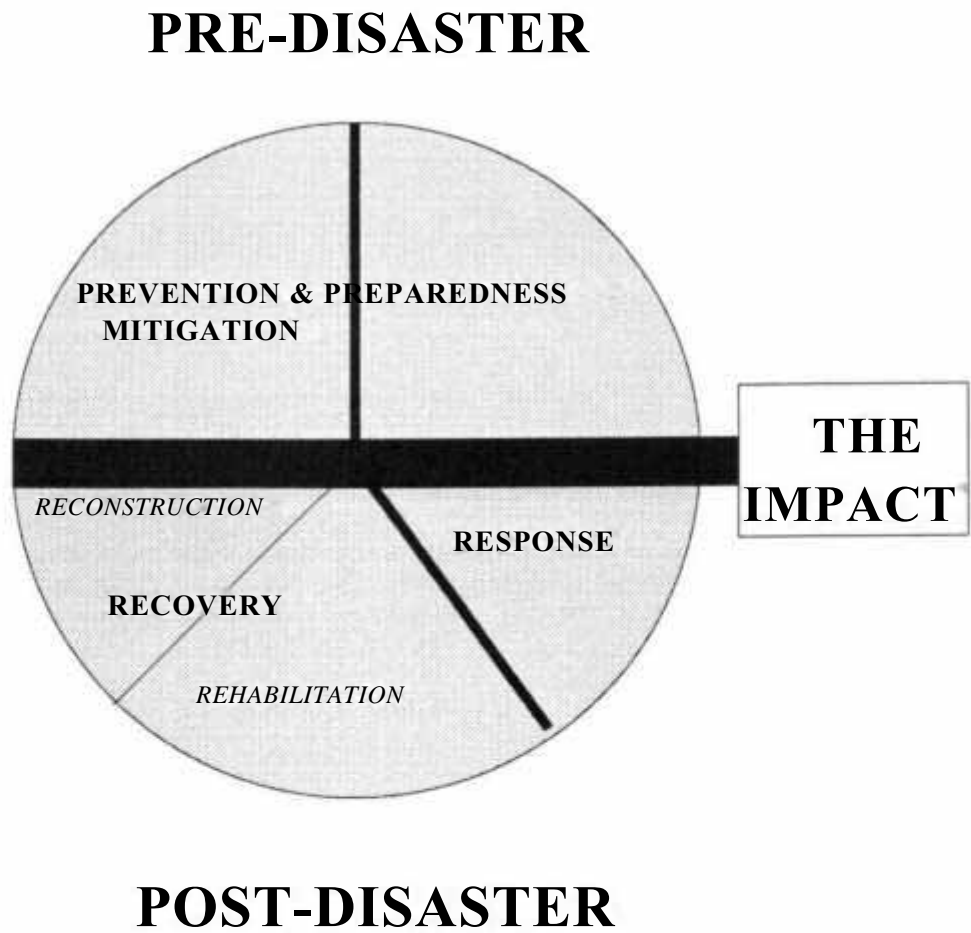 PRE-DISASTER
PREVENTION & PREPAREDNESS
MITIGATION
THE
IMPACT
RECONSTRUCTION
RESPONSE
RECOVERY
REHABILITATION
POST-DISASTER